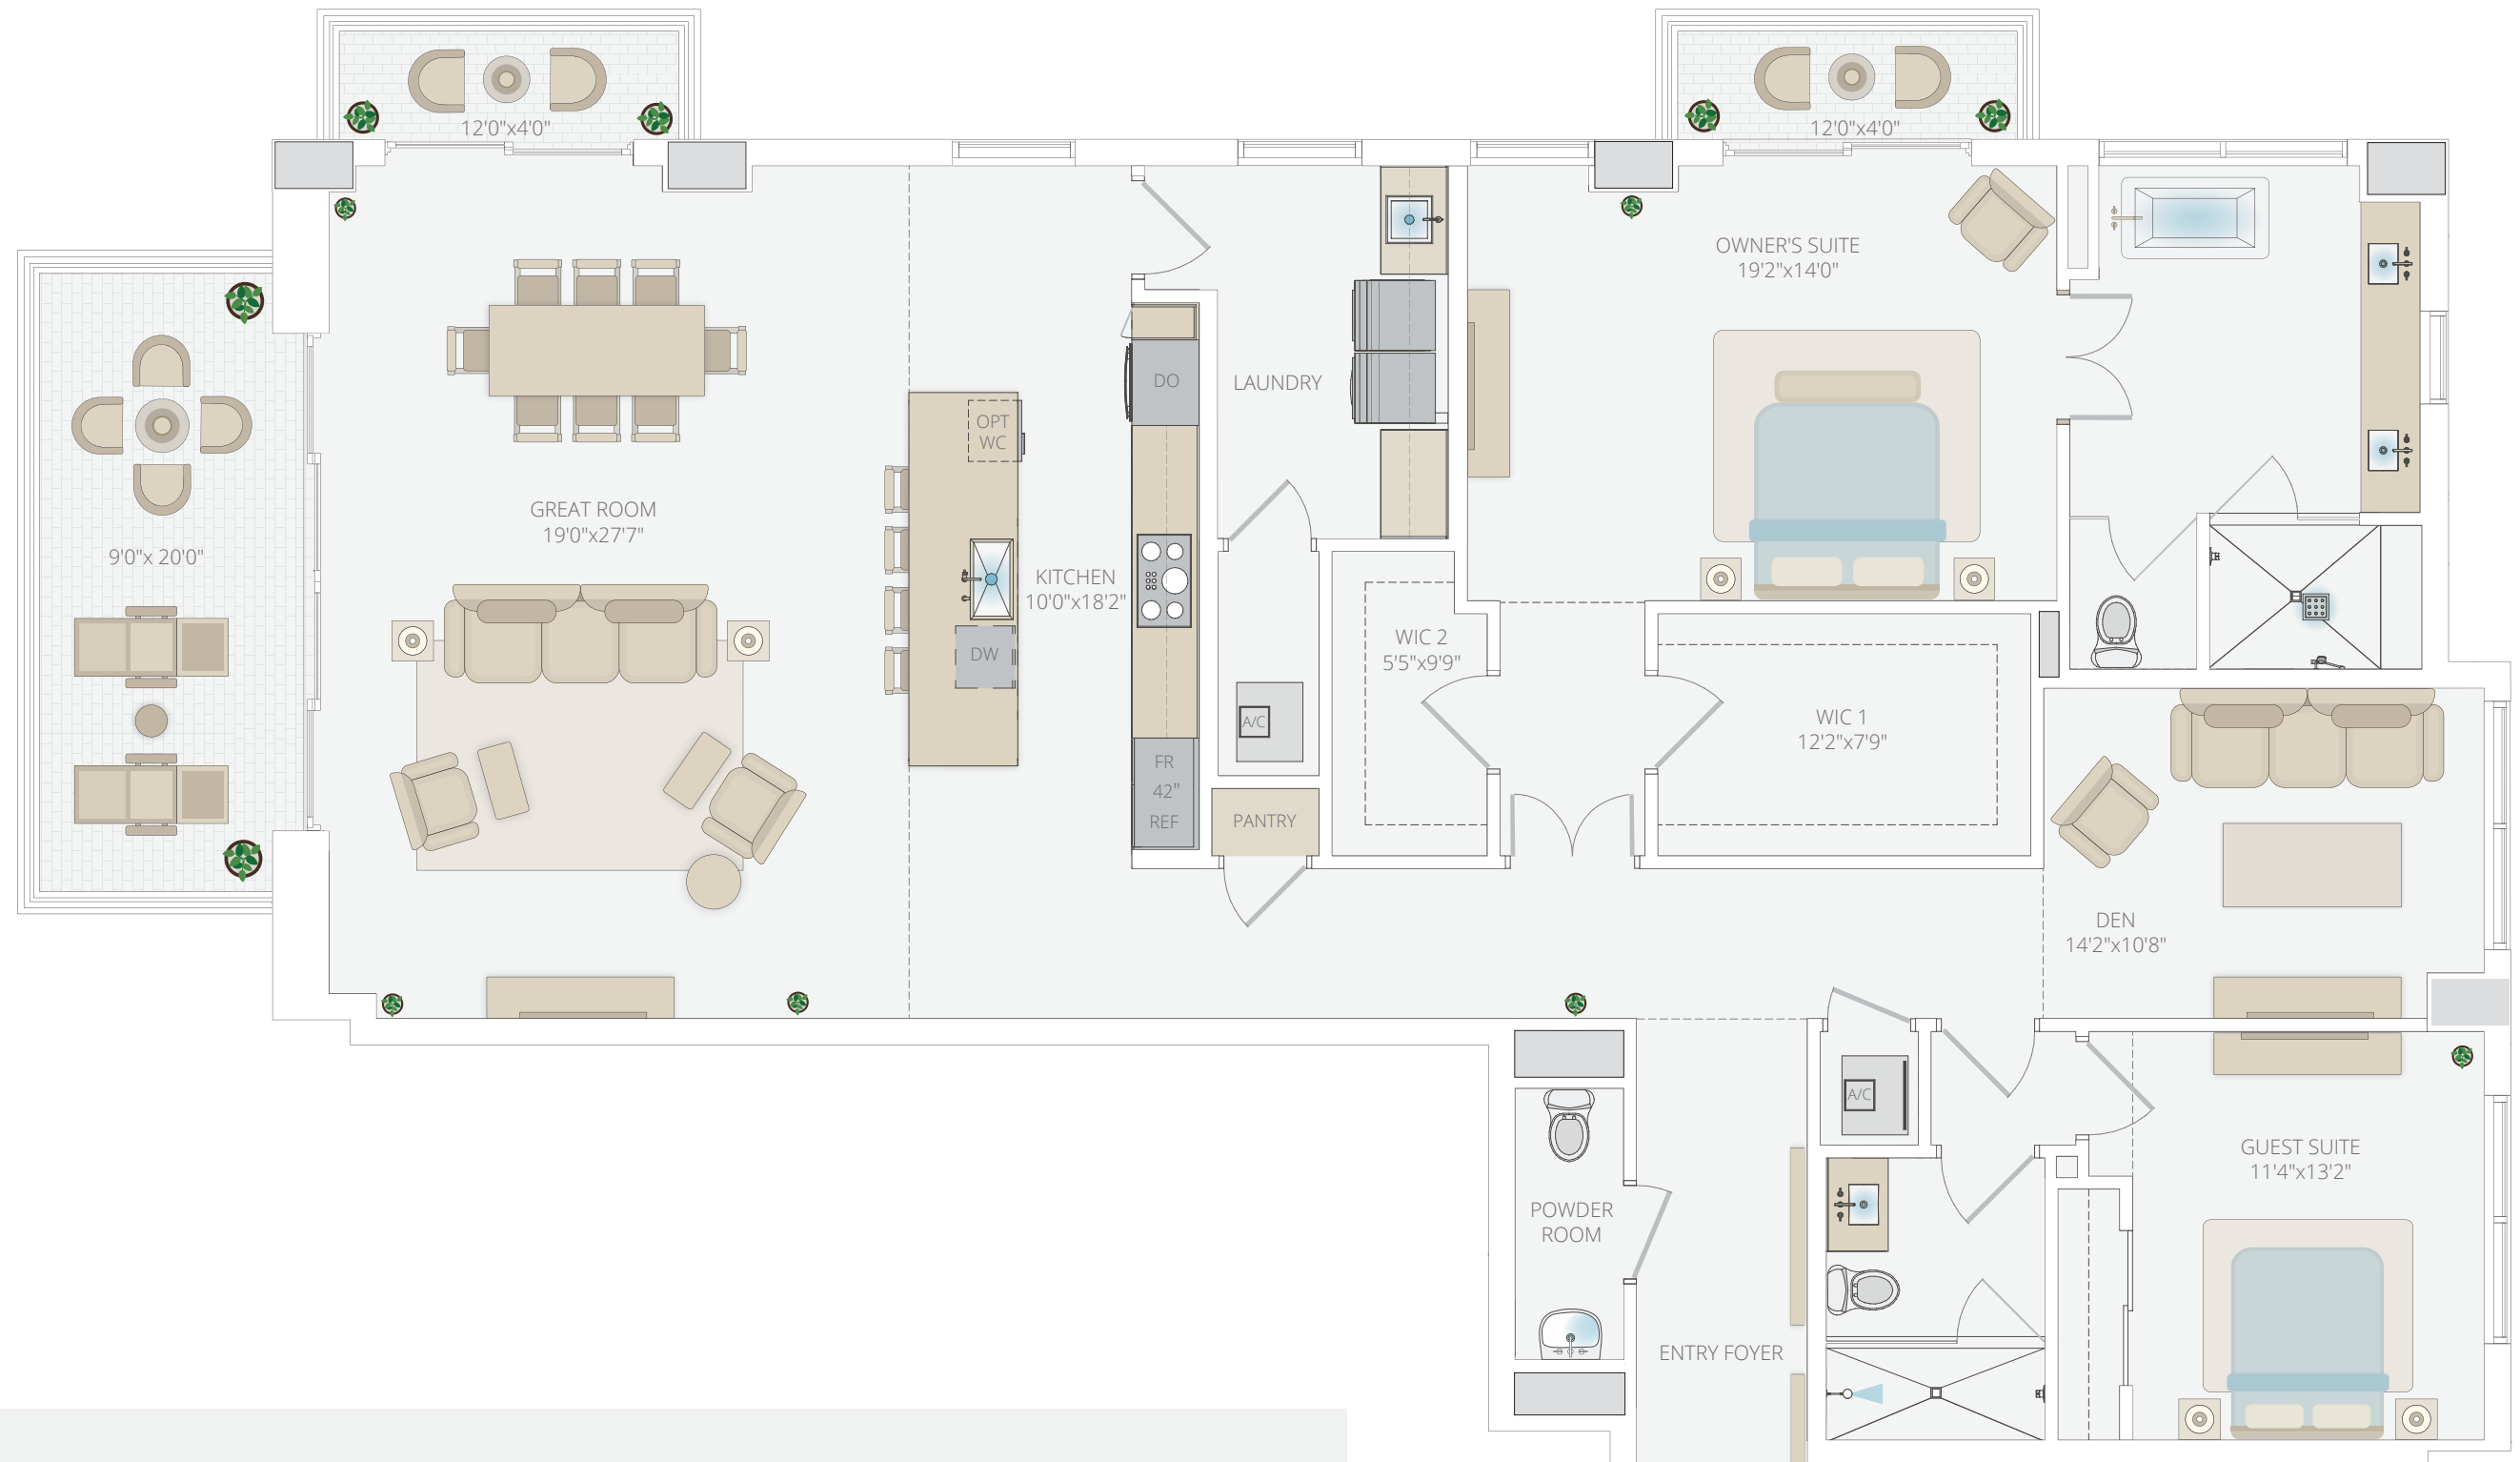 12'0"x4'0"
12'0"x4'0"
OWNER'S SUITE
19'2"x14'0"
DO
LAUNDRY
OPT
WC
GREAT ROOM
19'0"x27'7"
9'0"x 20'0"
KITCHEN
10'0"x18'2"
DW
WIC 2
5'5"x9'9"
A/C
WIC 1
12'2"x7'9"
FR
42"
REF
PANTRY
DEN
14'2"x10'8"
A/C
GUEST SUITE
11'4"x13'2"
POWDER
ROOM
ENTRY FOYER